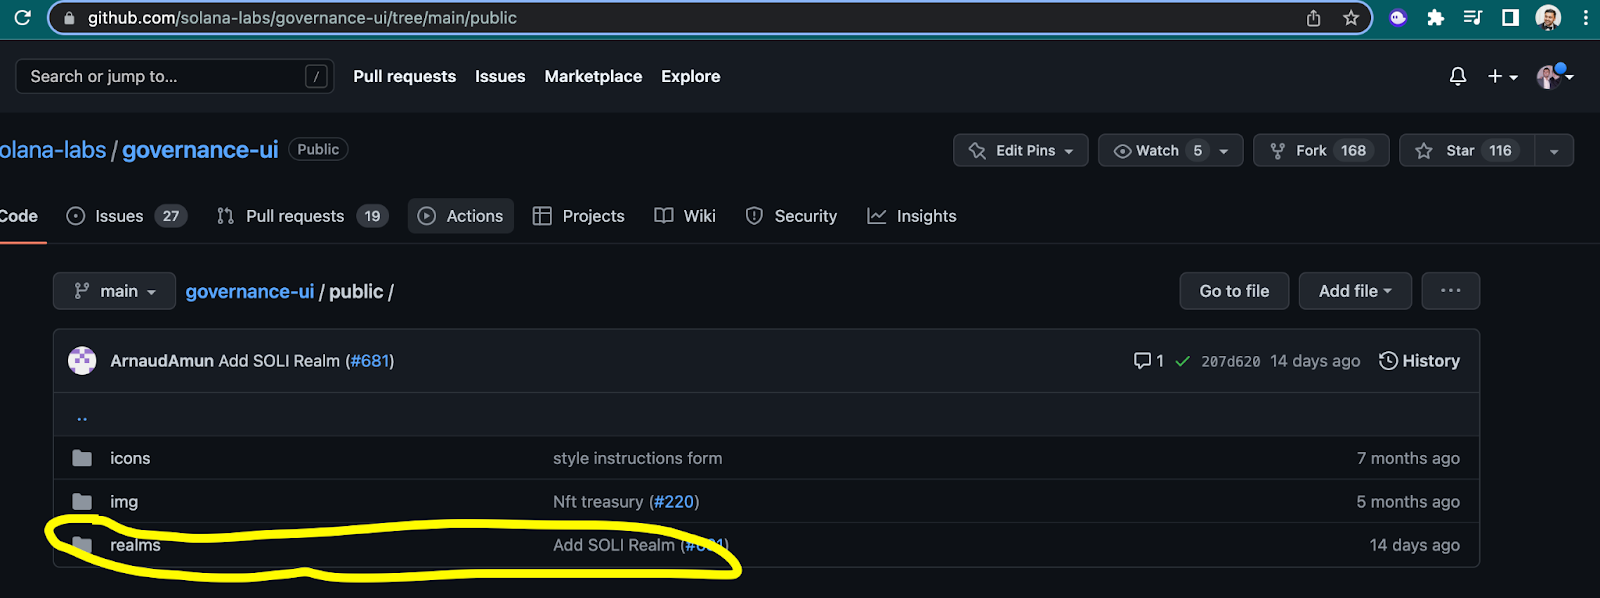 github.com/solana-labs/governance-ui/tree/main/public
Search or jump to... / Pull requests Issues Marketplace Explore
olana-labs / governance-ui Public Edit Pins Watch 5 Fork 168 Star 116
Code Issues 27 Pull requests 19 Actions Projects Wiki Security Insights
main governance-ui / public / Go to file Add file ...
ArnaudAmun Add SOLI Realm (#681) 1 207d620 14 days ago History
..
icons style instructions form 7 months ago
img Nft treasury (#220) 5 months ago
realms Add SOLI Realm (#681) 14 days ago